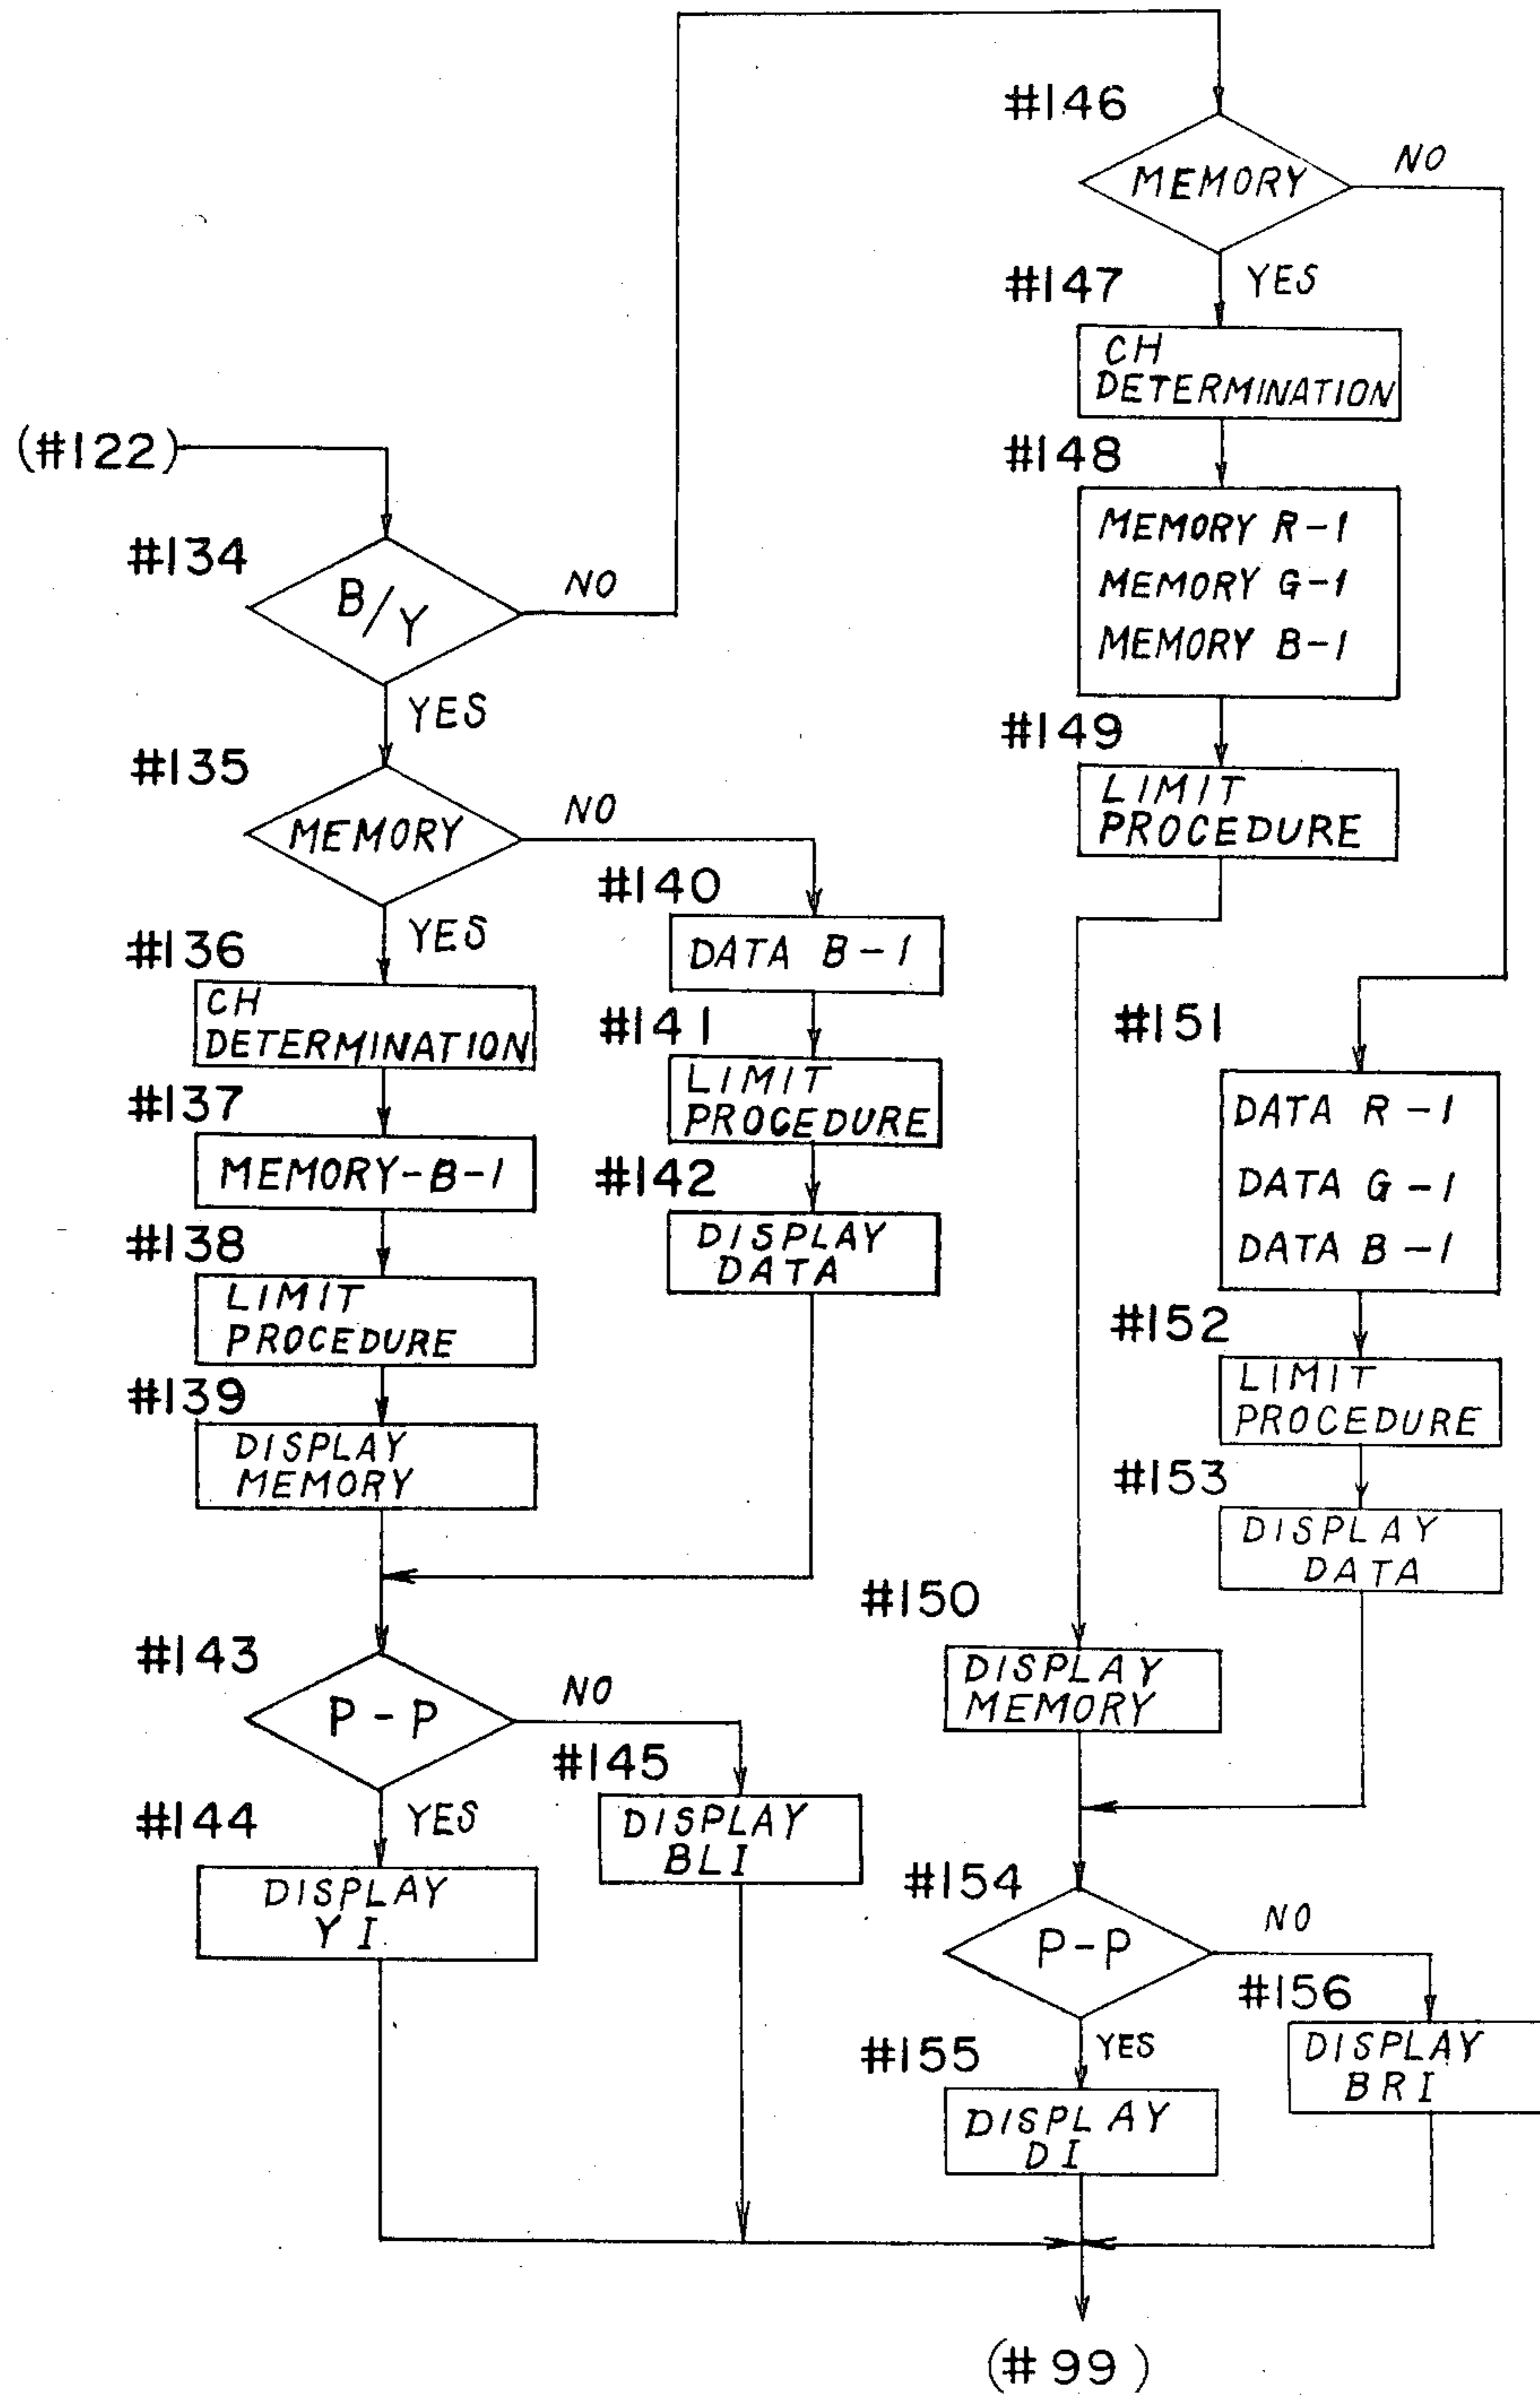 (#122)
#134
B/Y
NO
YES
#135
MEMORY
NO
YES
#136
CH
DETERMINATION
#137
MEMORY-B-1
#138
LIMIT
PROCEDURE
#139
DISPLAY
MEMORY
#140
DATA B-1
#141
LIMIT
PROCEDURE
#142
DISPLAY
DATA
#143
P-P
NO
YES
#144
DISPLAY
YI
#145
DISPLAY
BLI
#146
MEMORY
NO
YES
#147
CH
DETERMINATION
#148
MEMORY R-1
MEMORY G-1
MEMORY B-1
#149
LIMIT
PROCEDURE
#150
DISPLAY
MEMORY
#151
DATA R-1
DATA G-1
DATA B-1
#152
LIMIT
PROCEDURE
#153
DISPLAY
DATA
#154
P-P
NO
YES
#155
DISPLAY
DI
#156
DISPLAY
BRI
(#99)